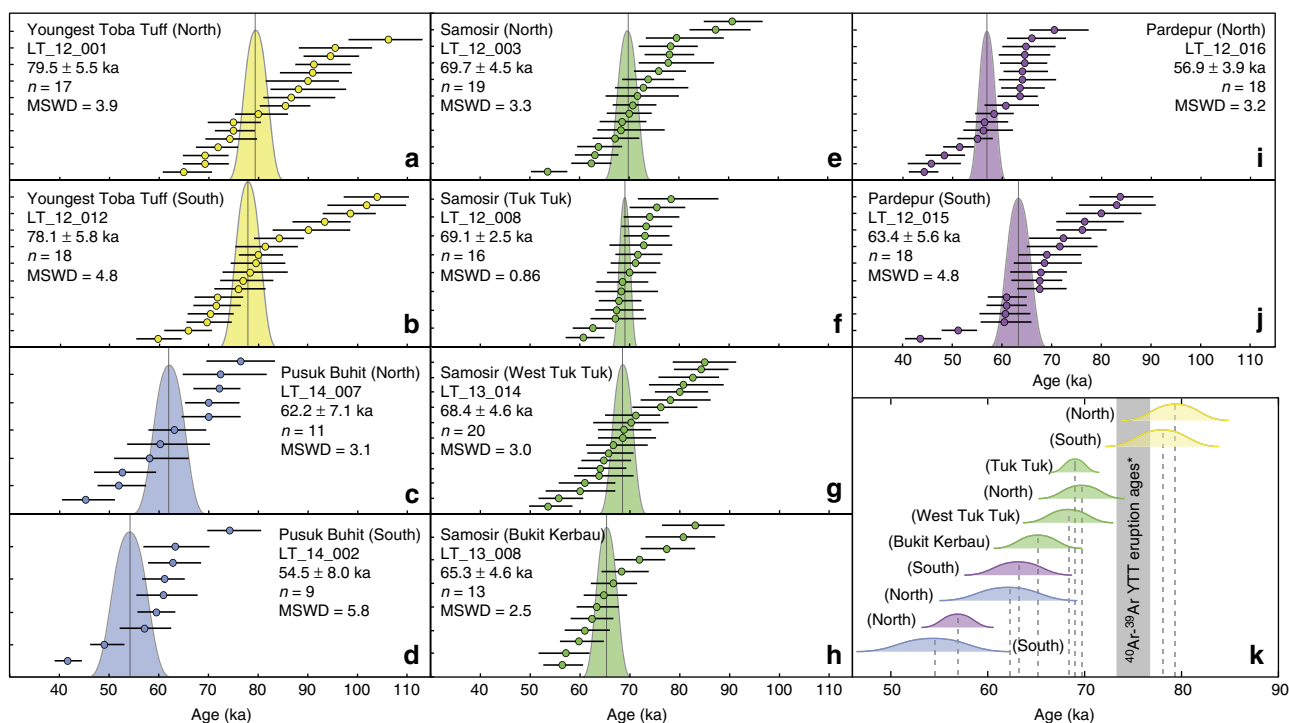 Youngest Toba Tuff (North)
LT_12_001
79.5 ± 5.5 ka
n = 17
MSWD = 3.9
a
Youngest Toba Tuff (South)
LT_12_012
78.1 ± 5.8 ka
n = 18
MSWD = 4.8
b
Pusuk Buhit (North)
LT_14_007
62.2 ± 7.1 ka
n = 11
MSWD = 3.1
c
Pusuk Buhit (South)
LT_14_002
54.5 ± 8.0 ka
n = 9
MSWD = 5.8
d
30 40 50 60 70 80 90 100 110
Age (ka)
Samosir (North)
LT_12_003
69.7 ± 4.5 ka
n = 19
MSWD = 3.3
e
Samosir (Tuk Tuk)
LT_12_008
69.1 ± 2.5 ka
n = 16
MSWD = 0.86
f
Samosir (West Tuk Tuk)
LT_13_014
68.4 ± 4.6 ka
n = 20
MSWD = 3.0
g
Samosir (Bukit Kerbau)
LT_13_008
65.3 ± 4.6 ka
n = 13
MSWD = 2.5
h
40 50 60 70 80 90 100 110
Age (ka)
Pardepur (North)
LT_12_016
56.9 ± 3.9 ka
n = 18
MSWD = 3.2
i
Pardepur (South)
LT_12_015
63.4 ± 5.6 ka
n = 18
MSWD = 4.8
j
40 50 60 70 80 90 100 110
Age (ka)
(North)
(South)
(Tuk Tuk)
(North)
(West Tuk Tuk)
(Bukit Kerbau)
(South)
(North)
(North)
(South)
⁴⁰Ar-³⁹Ar YTT eruption ages*
k
50 60 70 80 90
Age (ka)